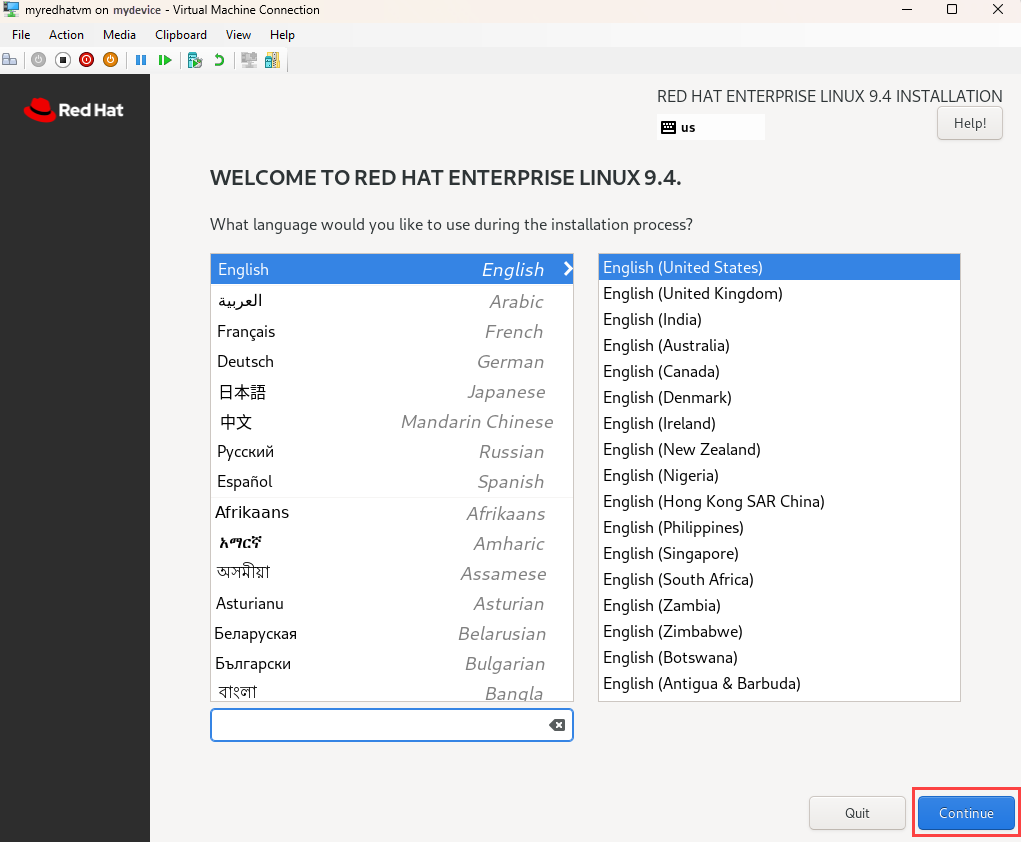 myredhatvm on mydevice - Virtual Machine Connection
File Action Media Clipboard View Help
Red Hat
RED HAT ENTERPRISE LINUX 9.4 INSTALLATION
us
Help!
WELCOME TO RED HAT ENTERPRISE LINUX 9.4.
What language would you like to use during the installation process?
English English
العربية Arabic
Français French
Deutsch German
日本語 Japanese
中文 Mandarin Chinese
Русский Russian
Español Spanish
Afrikaans Afrikaans
አማርኛ Amharic
অসমীয়া Assamese
Asturianu Asturian
Беларуская Belarusian
Български Bulgarian
বাংলা Bangla
English (United States)
English (United Kingdom)
English (India)
English (Australia)
English (Canada)
English (Denmark)
English (Ireland)
English (New Zealand)
English (Nigeria)
English (Hong Kong SAR China)
English (Philippines)
English (Singapore)
English (South Africa)
English (Zambia)
English (Zimbabwe)
English (Botswana)
English (Antigua & Barbuda)
Quit
Continue